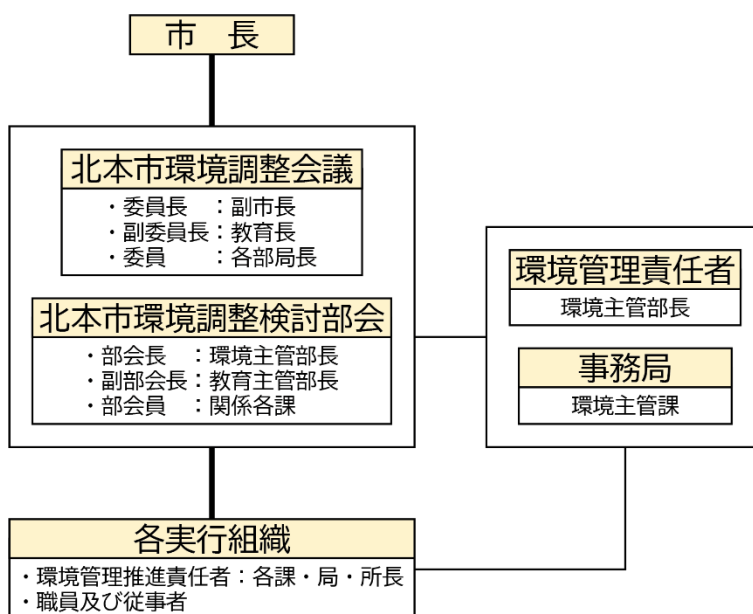 市　長
北本市環境調整会議
・委員長　：副市長
・副委員長：教育長
・委員　　：各部局長
北本市環境調整検討部会
・部会長　：環境主管部長
・副部会長：教育主管部長
・部会員　：関係各課
環境管理責任者
環境主管部長
事務局
環境主管課
各実行組織
・環境管理推進責任者：各課・局・所長
・職員及び従事者